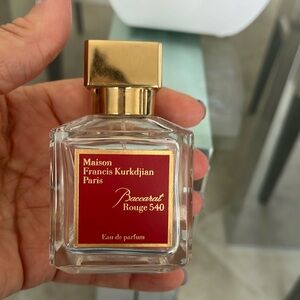 Maison
Francis Kurkdjian
Paris
Baccarat
Rouge 540
Eau de parfum